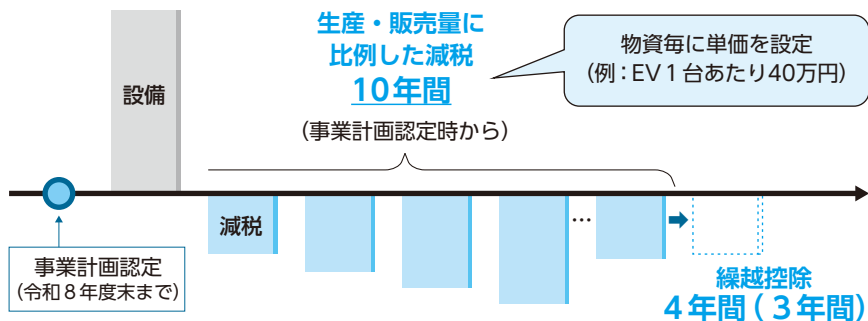 生産・販売量に
比例した減税
10年間
(事業計画認定時から)
物資毎に単価を設定
(例：EV１台あたり40万円)
設備
減税
…
事業計画認定
(令和８年度末まで)
繰越控除
４年間(３年間)